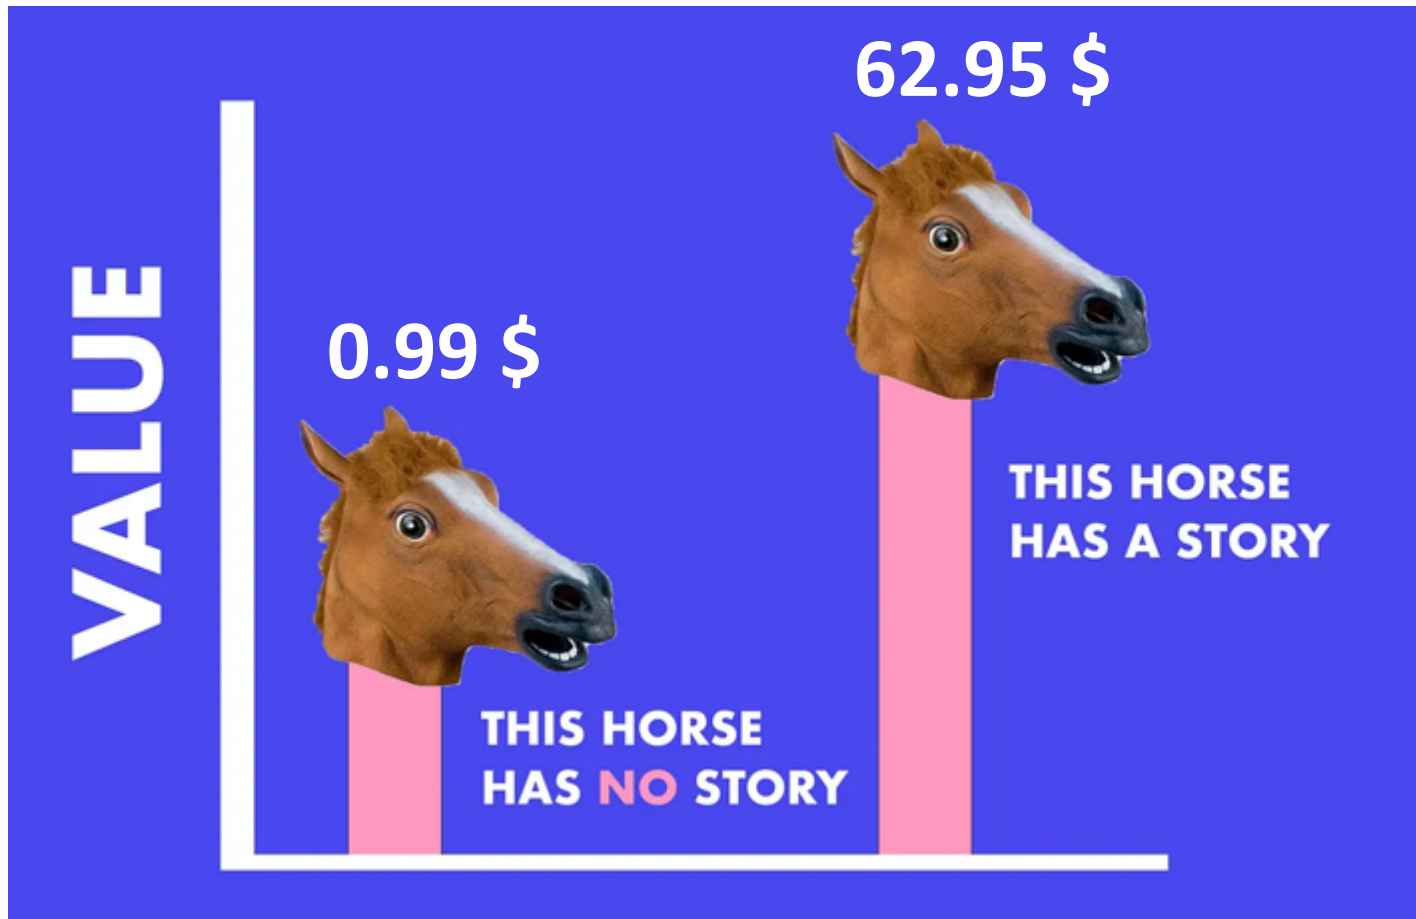 62.95 $
0.99 $
VALUE
THIS HORSE
HAS A STORY
THIS HORSE
HAS NO STORY